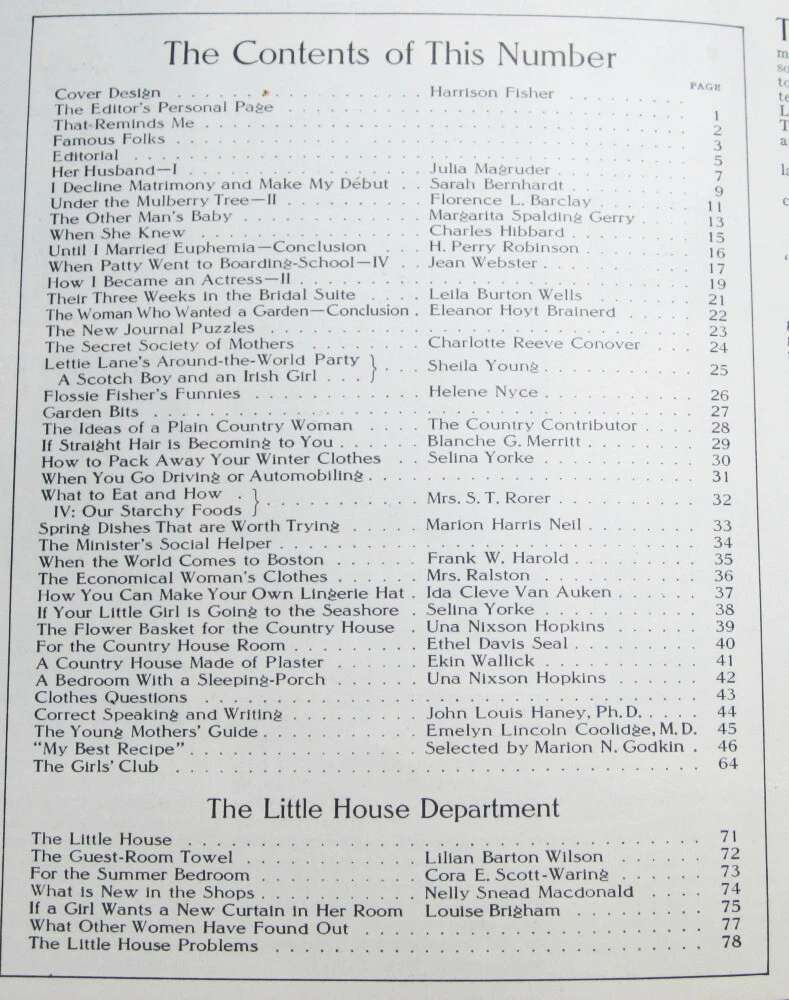 The Contents of This Number
PAGE
Cover Design . . . . . . . . . . . . Harrison Fisher . . . . . . .
The Editor's Personal Page . . . . . . . . . . . . 1
That Reminds Me . . . . . . . . . . . . 2
Famous Folks . . . . . . . . . . . . 3
Editorial . . . . . . . . . . . . 5
Her Husband—I . . . . . . . . Julia Magruder . . . . . . 7
I Decline Matrimony and Make My Début . . Sarah Bernhardt . . . . . . 9
Under the Mulberry Tree—II . . . . . . Florence L. Barclay . . . . 11
The Other Man's Baby . . . . . . . Margarita Spalding Gerry . . . 13
When She Knew . . . . . . . . Charles Hibbard . . . . . . 15
Until I Married Euphemia—Conclusion . . . H. Perry Robinson . . . . . 16
When Patty Went to Boarding-School—IV . . Jean Webster . . . . . . . 17
How I Became an Actress—II . . . . . . . . . . . . 19
Their Three Weeks in the Bridal Suite . . . . Leila Burton Wells . . . . . 21
The Woman Who Wanted a Garden—Conclusion . Eleanor Hoyt Brainerd . . . . 22
The New Journal Puzzles . . . . . . . . . . . . 23
The Secret Society of Mothers . . . . . Charlotte Reeve Conover . . . 24
Lettie Lane's Around-the-World Party
A Scotch Boy and an Irish Girl . . . } . . . Sheila Young . . . . . . . 25
Flossie Fisher's Funnies . . . . . . . Helene Nyce . . . . . . . 26
Garden Bits . . . . . . . . . . . . 27
The Ideas of a Plain Country Woman . . . . The Country Contributor . . . . 28
If Straight Hair is Becoming to You . . . . . Blanche G. Merritt . . . . . . 29
How to Pack Away Your Winter Clothes . . Selina Yorke . . . . . . . . 30
When You Go Driving or Automobiling . . . . . . . . . . . . 31
What to Eat and How .
IV: Our Starchy Foods } . . . . . . . . Mrs. S. T. Rorer . . . . . . . 32
Spring Dishes That are Worth Trying . . . . . Marion Harris Neil . . . . . . 33
The Minister's Social Helper . . . . . . . . . . . . 34
When the World Comes to Boston . . . . . Frank W. Harold . . . . . . 35
The Economical Woman's Clothes . . . . . Mrs. Ralston . . . . . . . . 36
How You Can Make Your Own Lingerie Hat . Ida Cleve Van Auken . . . . . 37
If Your Little Girl is Going to the Seashore . Selina Yorke . . . . . . . . 38
The Flower Basket for the Country House . Una Nixson Hopkins . . . . . 39
For the Country House Room . . . . . . . Ethel Davis Seal . . . . . . 40
A Country House Made of Plaster . . . . . Ekin Wallick . . . . . . . . 41
A Bedroom With a Sleeping-Porch . . . . . Una Nixson Hopkins . . . . . 42
Clothes Questions . . . . . . . . . . . . 43
Correct Speaking and Writing . . . . . . . John Louis Haney, Ph.D. . . . . 44
The Young Mothers' Guide . . . . . . . . Emelyn Lincoln Coolidge, M.D. 45
"My Best Recipe" . . . . . . . . . . . . Selected by Marion N. Godkin . 46
The Girls' Club . . . . . . . . . . . . 64
The Little House Department
The Little House . . . . . . . . . . . . 71
The Guest-Room Towel . . . . . . . . . Lilian Barton Wilson . . . . . 72
For the Summer Bedroom . . . . . . . . Cora E. Scott-Waring . . . . . 73
What is New in the Shops . . . . . . . . Nelly Snead Macdonald . . . . 74
If a Girl Wants a New Curtain in Her Room Louise Brigham . . . . . . . 75
What Other Women Have Found Out . . . . . . . . . . . . 77
The Little House Problems . . . . . . . . . . . . 78